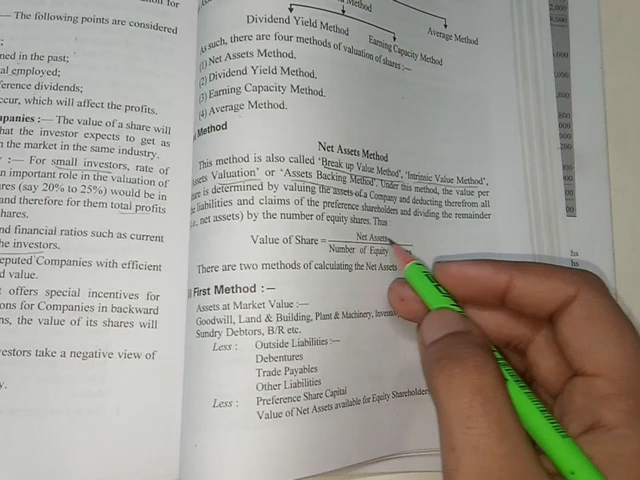 — The following points are considered
ned in the past;
al employed;
ference dividends;
ccur, which will affect the profits.
mpanies :— The value of a share will
hat the investor expects to get as
n the market in the same industry.
:— For small investors, rate of
n important role in the valuation of
res (say 20% to 25%) would be in
and therefore for them total profits
hares.
nd financial ratios such as current
he investors.
eputed Companies with efficient
d value.
t offers special incentives for
ons for Companies in backward
ns, the value of its shares will
vestors take a negative view of
y.
Method
Dividend Yield Method
Earning Capacity Method
Average Method
As such, there are four methods of valuation of shares :—
(1) Net Assets Method.
(2) Dividend Yield Method.
(3) Earning Capacity Method.
(4) Average Method.
Method
Net Assets Method
This method is also called 'Break up Value Method', 'Intrinsic Value Method',
ssets Valuation' or 'Assets Backing Method'. Under this method, the value per
is determined by valuing the assets of a Company and deducting therefrom all
liabilities and claims of the preference shareholders and dividing the remainder
net assets) by the number of equity shares. Thus :
Value of Share = Net Assets
Number of Equity
There are two methods of calculating the Net Assets
First Method :—
Assets at Market Value :—
Goodwill, Land & Building, Plant & Machinery, Invento
Sundry Debtors, B/R etc.
Less : Outside Liabilities :—
Debentures
Trade Payables
Other Liabilities
Less : Preference Share Capital
Value of Net Assets available for Equity Shareholders